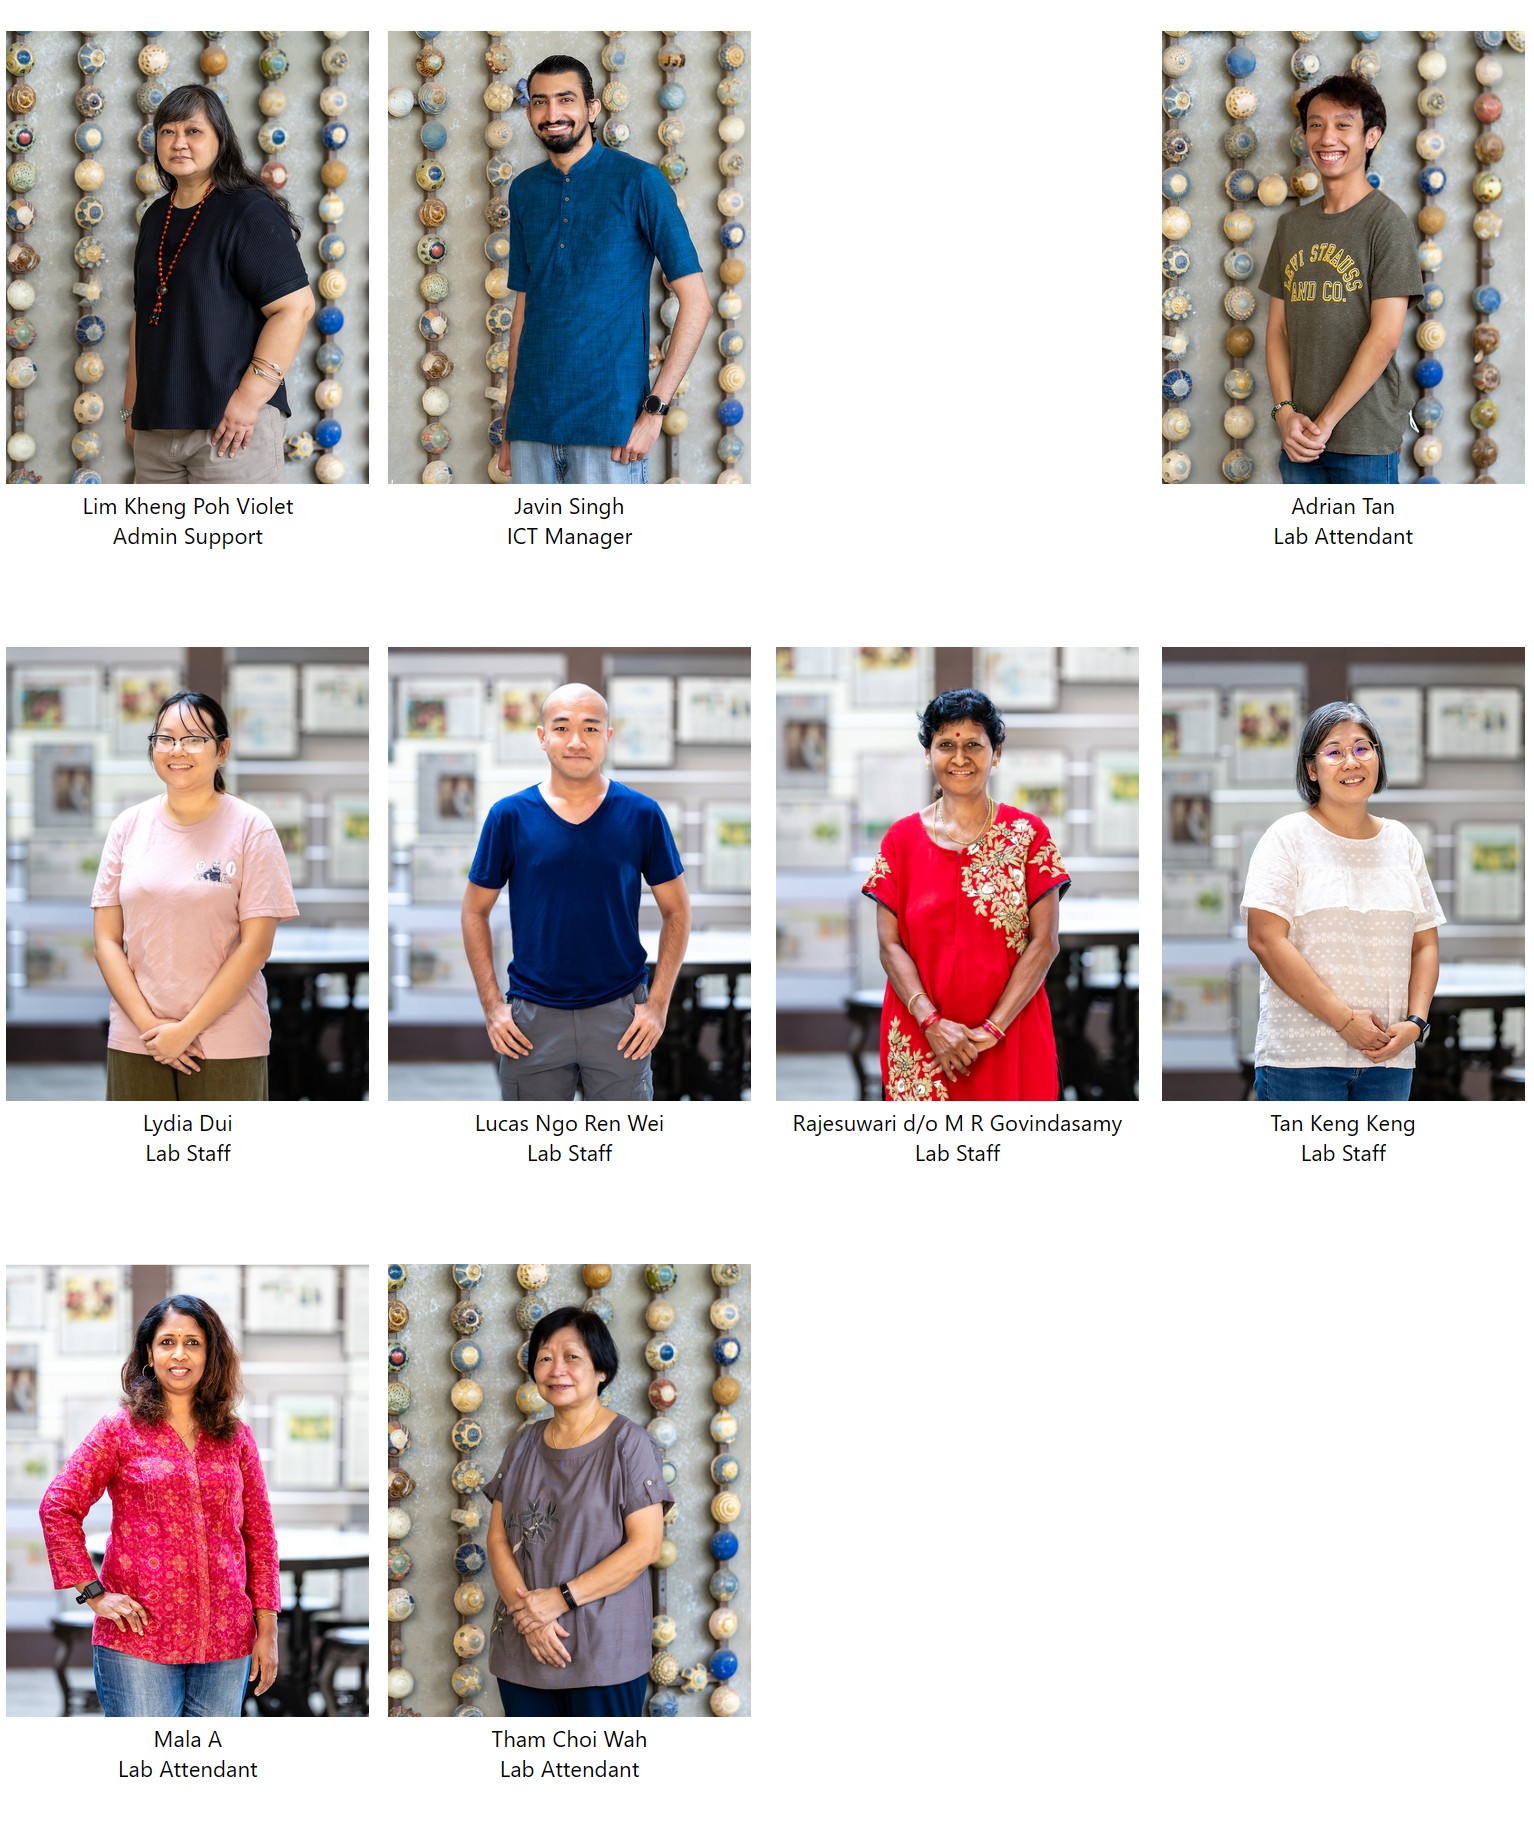 LEVI STRAUSS
AND CO.
Lim Kheng Poh Violet
Admin Support
Javin Singh
ICT Manager
Adrian Tan
Lab Attendant
Lydia Dui
Lab Staff
Lucas Ngo Ren Wei
Lab Staff
Rajesuwari d/o M R Govindasamy
Lab Staff
Tan Keng Keng
Lab Staff
Mala A
Lab Attendant
Tham Choi Wah
Lab Attendant